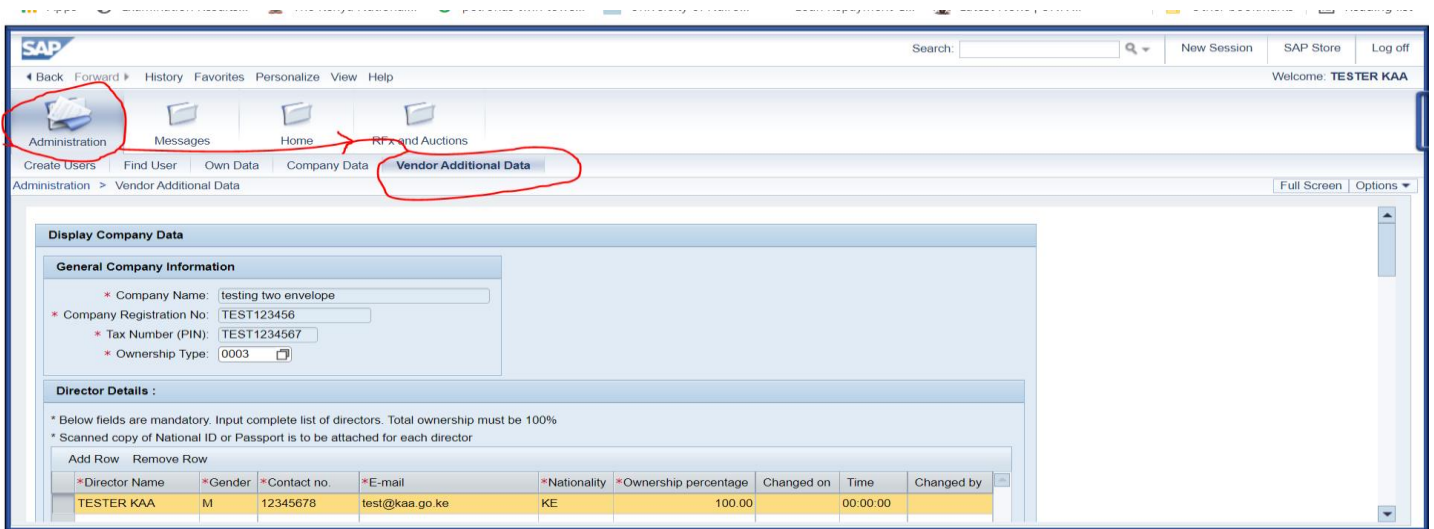 SAP
Search:
New Session SAP Store Log off
Back Forward History Favorites Personalize View Help
Welcome: TESTER KAA
Administration Messages Home RFx and Auctions
Create Users Find User Own Data Company Data Vendor Additional Data
Administration > Vendor Additional Data
Full Screen Options
Display Company Data
General Company Information
* Company Name: testing two envelope
* Company Registration No: TEST123456
* Tax Number (PIN): TEST1234567
* Ownership Type: 0003
Director Details :
* Below fields are mandatory. Input complete list of directors. Total ownership must be 100%
* Scanned copy of National ID or Passport is to be attached for each director
Add Row Remove Row
*Director Name *Gender *Contact no. *E-mail *Nationality *Ownership percentage Changed on Time Changed by
TESTER KAA M 12345678 test@kaa.go.ke KE 100.00 00:00:00